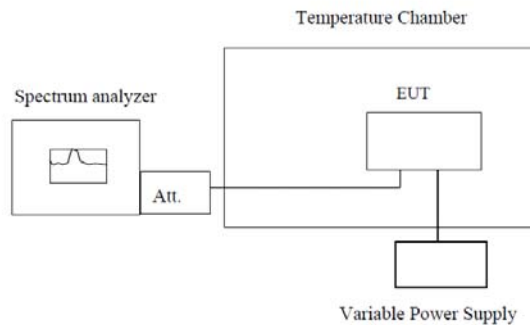 Temperature Chamber
Spectrum analyzer
EUT
Att.
Variable Power Supply